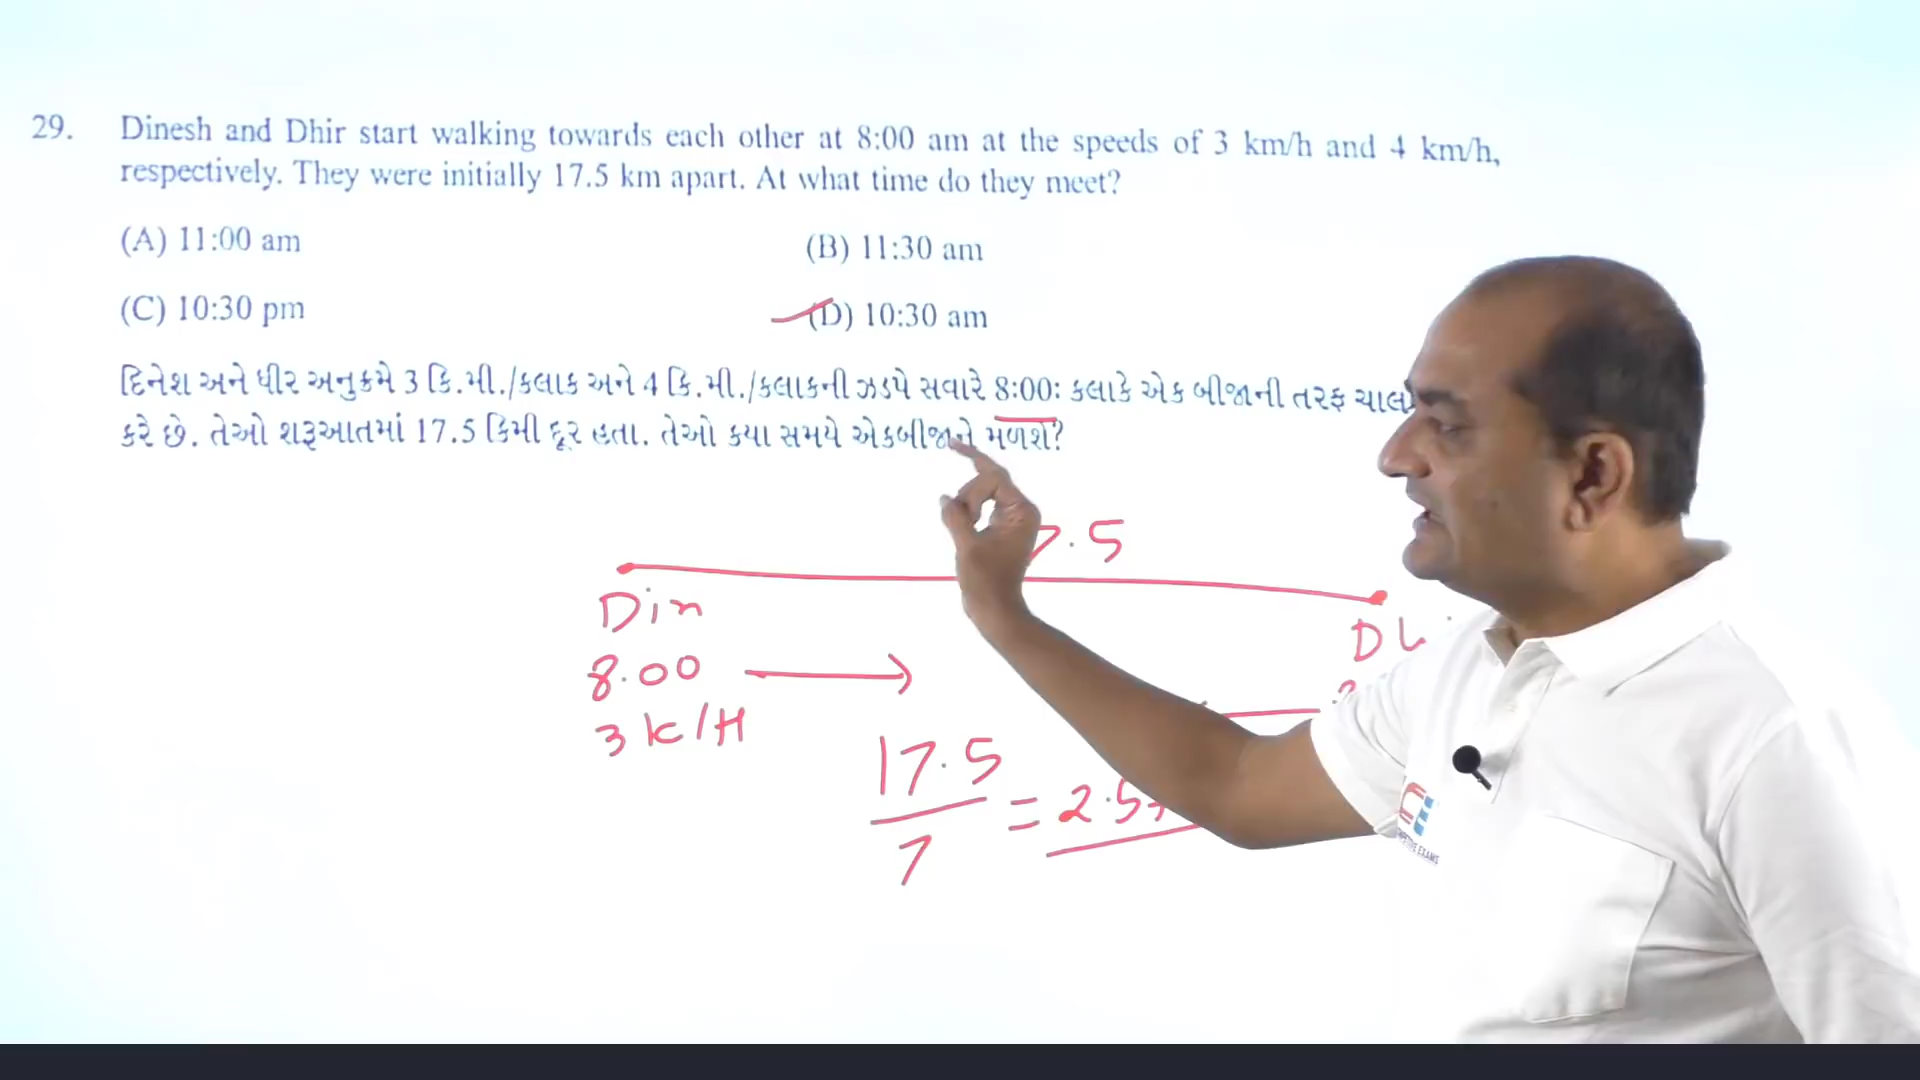 29. Dinesh and Dhir start walking towards each other at 8:00 am at the speeds of 3 km/h and 4 km/h,
respectively. They were initially 17.5 km apart. At what time do they meet?
(A) 11:00 am (B) 11:30 am
(C) 10:30 pm (D) 10:30 am
દિનેશ અને ધીર અનુક્રમે 3 કિ.મી./કલાક અને 4 કિ.મી./કલાકની ઝડપે સવારે 8:00: કલાકે એક બીજાની તરફ
કરે છે. તેઓ શરૂઆતમાં 17.5 કિમી દૂર હતા. તેઓ કયા સમયે એકબીજાને મળશે?
7.5
Din
8.00
3 K/H
17.5
7
= 2.5